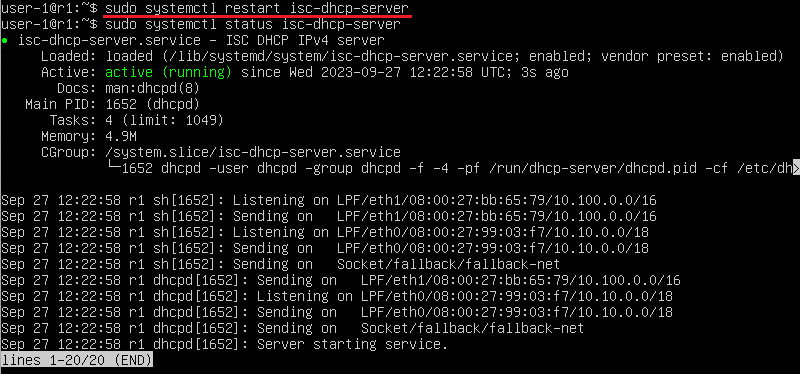 user-1@r1:~$ sudo systemctl restart isc-dhcp-server
user-1@r1:~$ sudo systemctl status isc-dhcp-server
● isc-dhcp-server.service - ISC DHCP IPv4 server
Loaded: loaded (/lib/systemd/system/isc-dhcp-server.service; enabled; vendor preset: enabled)
Active: active (running) since Wed 2023-09-27 12:22:58 UTC; 3s ago
Docs: man:dhcpd(8)
Main PID: 1652 (dhcpd)
Tasks: 4 (limit: 1049)
Memory: 4.9M
CGroup: /system.slice/isc-dhcp-server.service
└─1652 dhcpd -user dhcpd -group dhcpd -f -4 -pf /run/dhcp-server/dhcpd.pid -cf /etc/dh>
Sep 27 12:22:58 r1 sh[1652]: Listening on LPF/eth1/08:00:27:bb:65:79/10.100.0.0/16
Sep 27 12:22:58 r1 sh[1652]: Sending on   LPF/eth1/08:00:27:bb:65:79/10.100.0.0/16
Sep 27 12:22:58 r1 sh[1652]: Listening on LPF/eth0/08:00:27:99:03:f7/10.10.0.0/18
Sep 27 12:22:58 r1 sh[1652]: Sending on   LPF/eth0/08:00:27:99:03:f7/10.10.0.0/18
Sep 27 12:22:58 r1 sh[1652]: Sending on   Socket/fallback/fallback-net
Sep 27 12:22:58 r1 dhcpd[1652]: Sending on   LPF/eth1/08:00:27:bb:65:79/10.100.0.0/16
Sep 27 12:22:58 r1 dhcpd[1652]: Listening on LPF/eth0/08:00:27:99:03:f7/10.10.0.0/18
Sep 27 12:22:58 r1 dhcpd[1652]: Sending on   LPF/eth0/08:00:27:99:03:f7/10.10.0.0/18
Sep 27 12:22:58 r1 dhcpd[1652]: Sending on   Socket/fallback/fallback-net
Sep 27 12:22:58 r1 dhcpd[1652]: Server starting service.
lines 1-20/20 (END)